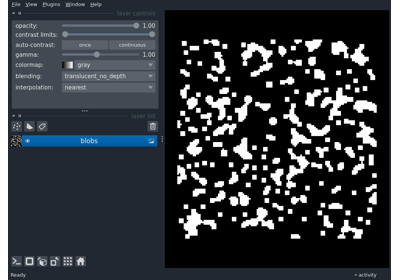 File View Plugins Window Help
layer controls
opacity: 1.00
contrast limits:
auto-contrast: once continuous
gamma: 1.00
colormap: gray
blending: translucent_no_depth
interpolation: nearest
layer list
blobs
Ready activity